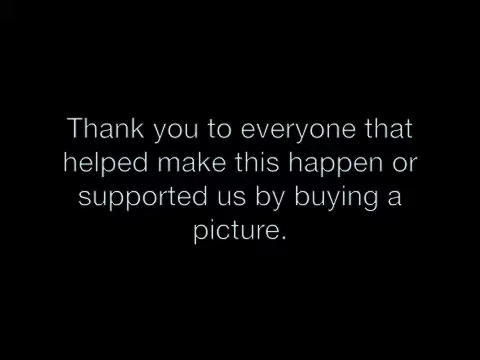 Thank you to everyone that
helped make this happen or
supported us by buying a
picture.